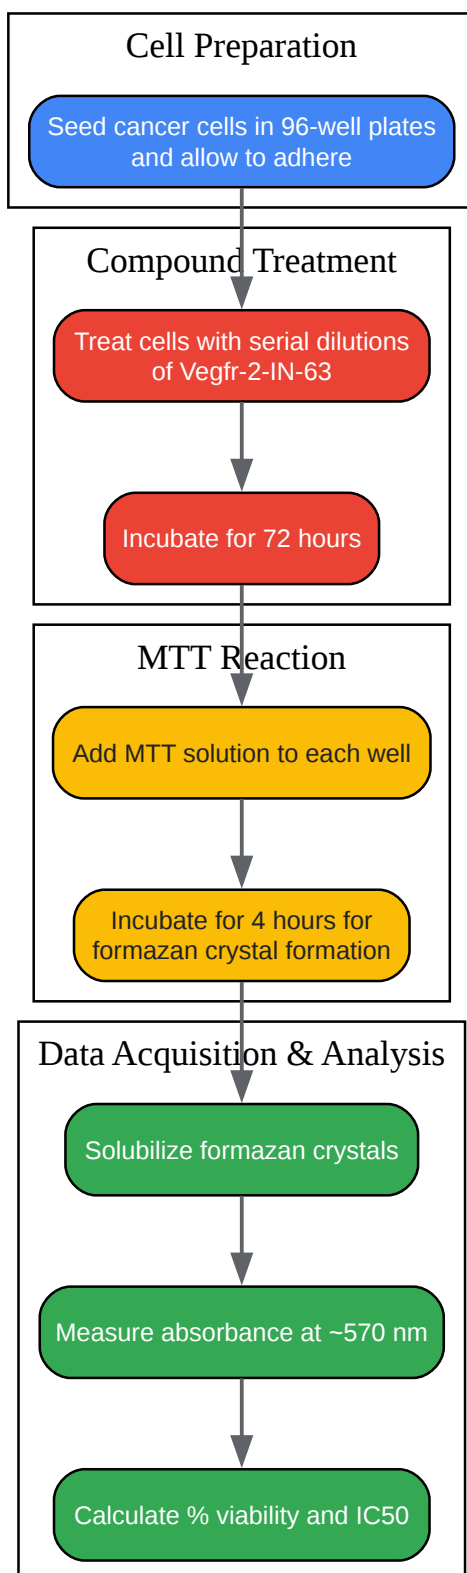 Cell Preparation
Seed cancer cells in 96-well plates
and allow to adhere
Compound Treatment
Treat cells with serial dilutions
of Vegfr-2-IN-63
Incubate for 72 hours
MTT Reaction
Add MTT solution to each well
Incubate for 4 hours for
formazan crystal formation
Data Acquisition & Analysis
Solubilize formazan crystals
Measure absorbance at ~570 nm
Calculate % viability and IC50